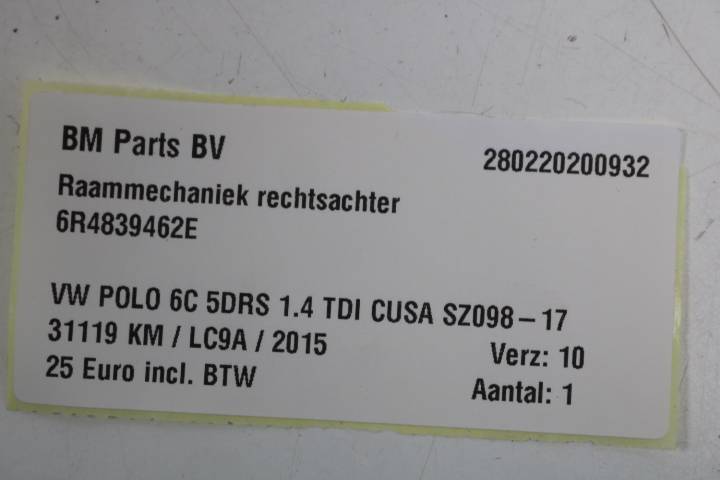 BM Parts BV 280220200932
Raammechaniek rechtsachter
6R4839462E
VW POLO 6C 5DRS 1.4 TDI CUSA SZ098-17
31119 KM / LC9A / 2015 Verz: 10
25 Euro incl. BTW Aantal: 1